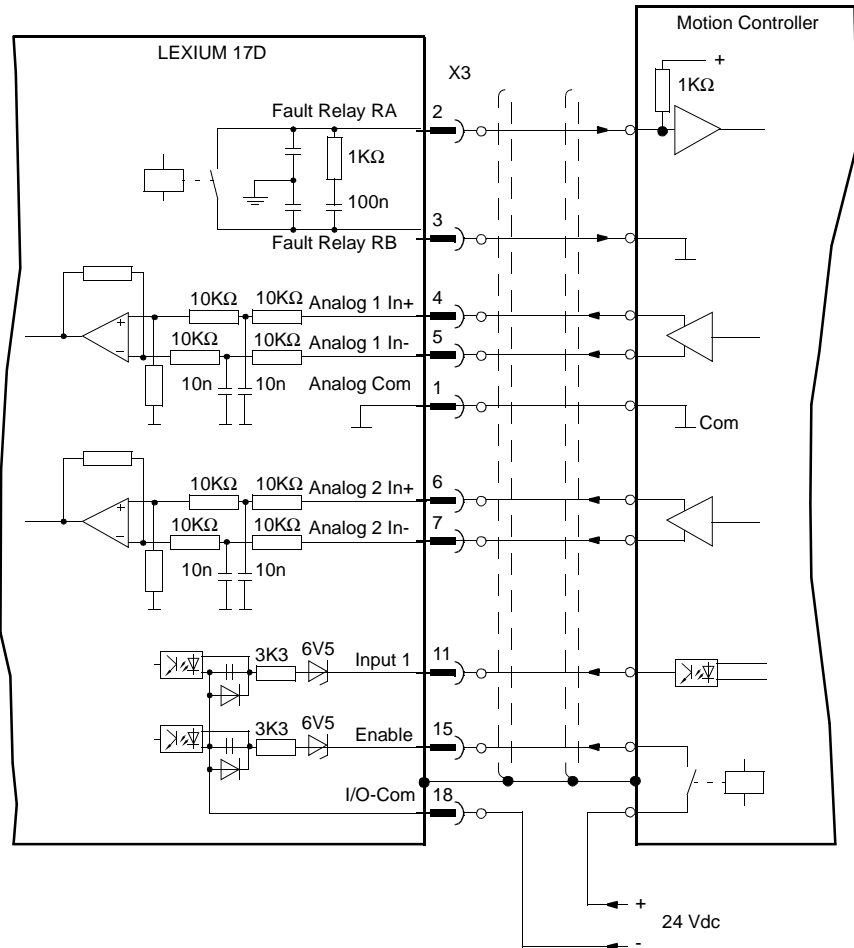 Motion Controller
LEXIUM 17D
X3
+
1KΩ
Fault Relay RA
2
1KΩ
100n
3
Fault Relay RB
10KΩ 10KΩ Analog 1 In+ 4
+
10KΩ 10KΩ Analog 1 In- 5
−
10n 10n Analog Com 1
Com
10KΩ 10KΩ Analog 2 In+ 6
+
10KΩ 10KΩ Analog 2 In- 7
−
10n 10n
3K3 6V5 Input 1 11
3K3 6V5 Enable 15
I/O-Com 18
+
24 Vdc
-